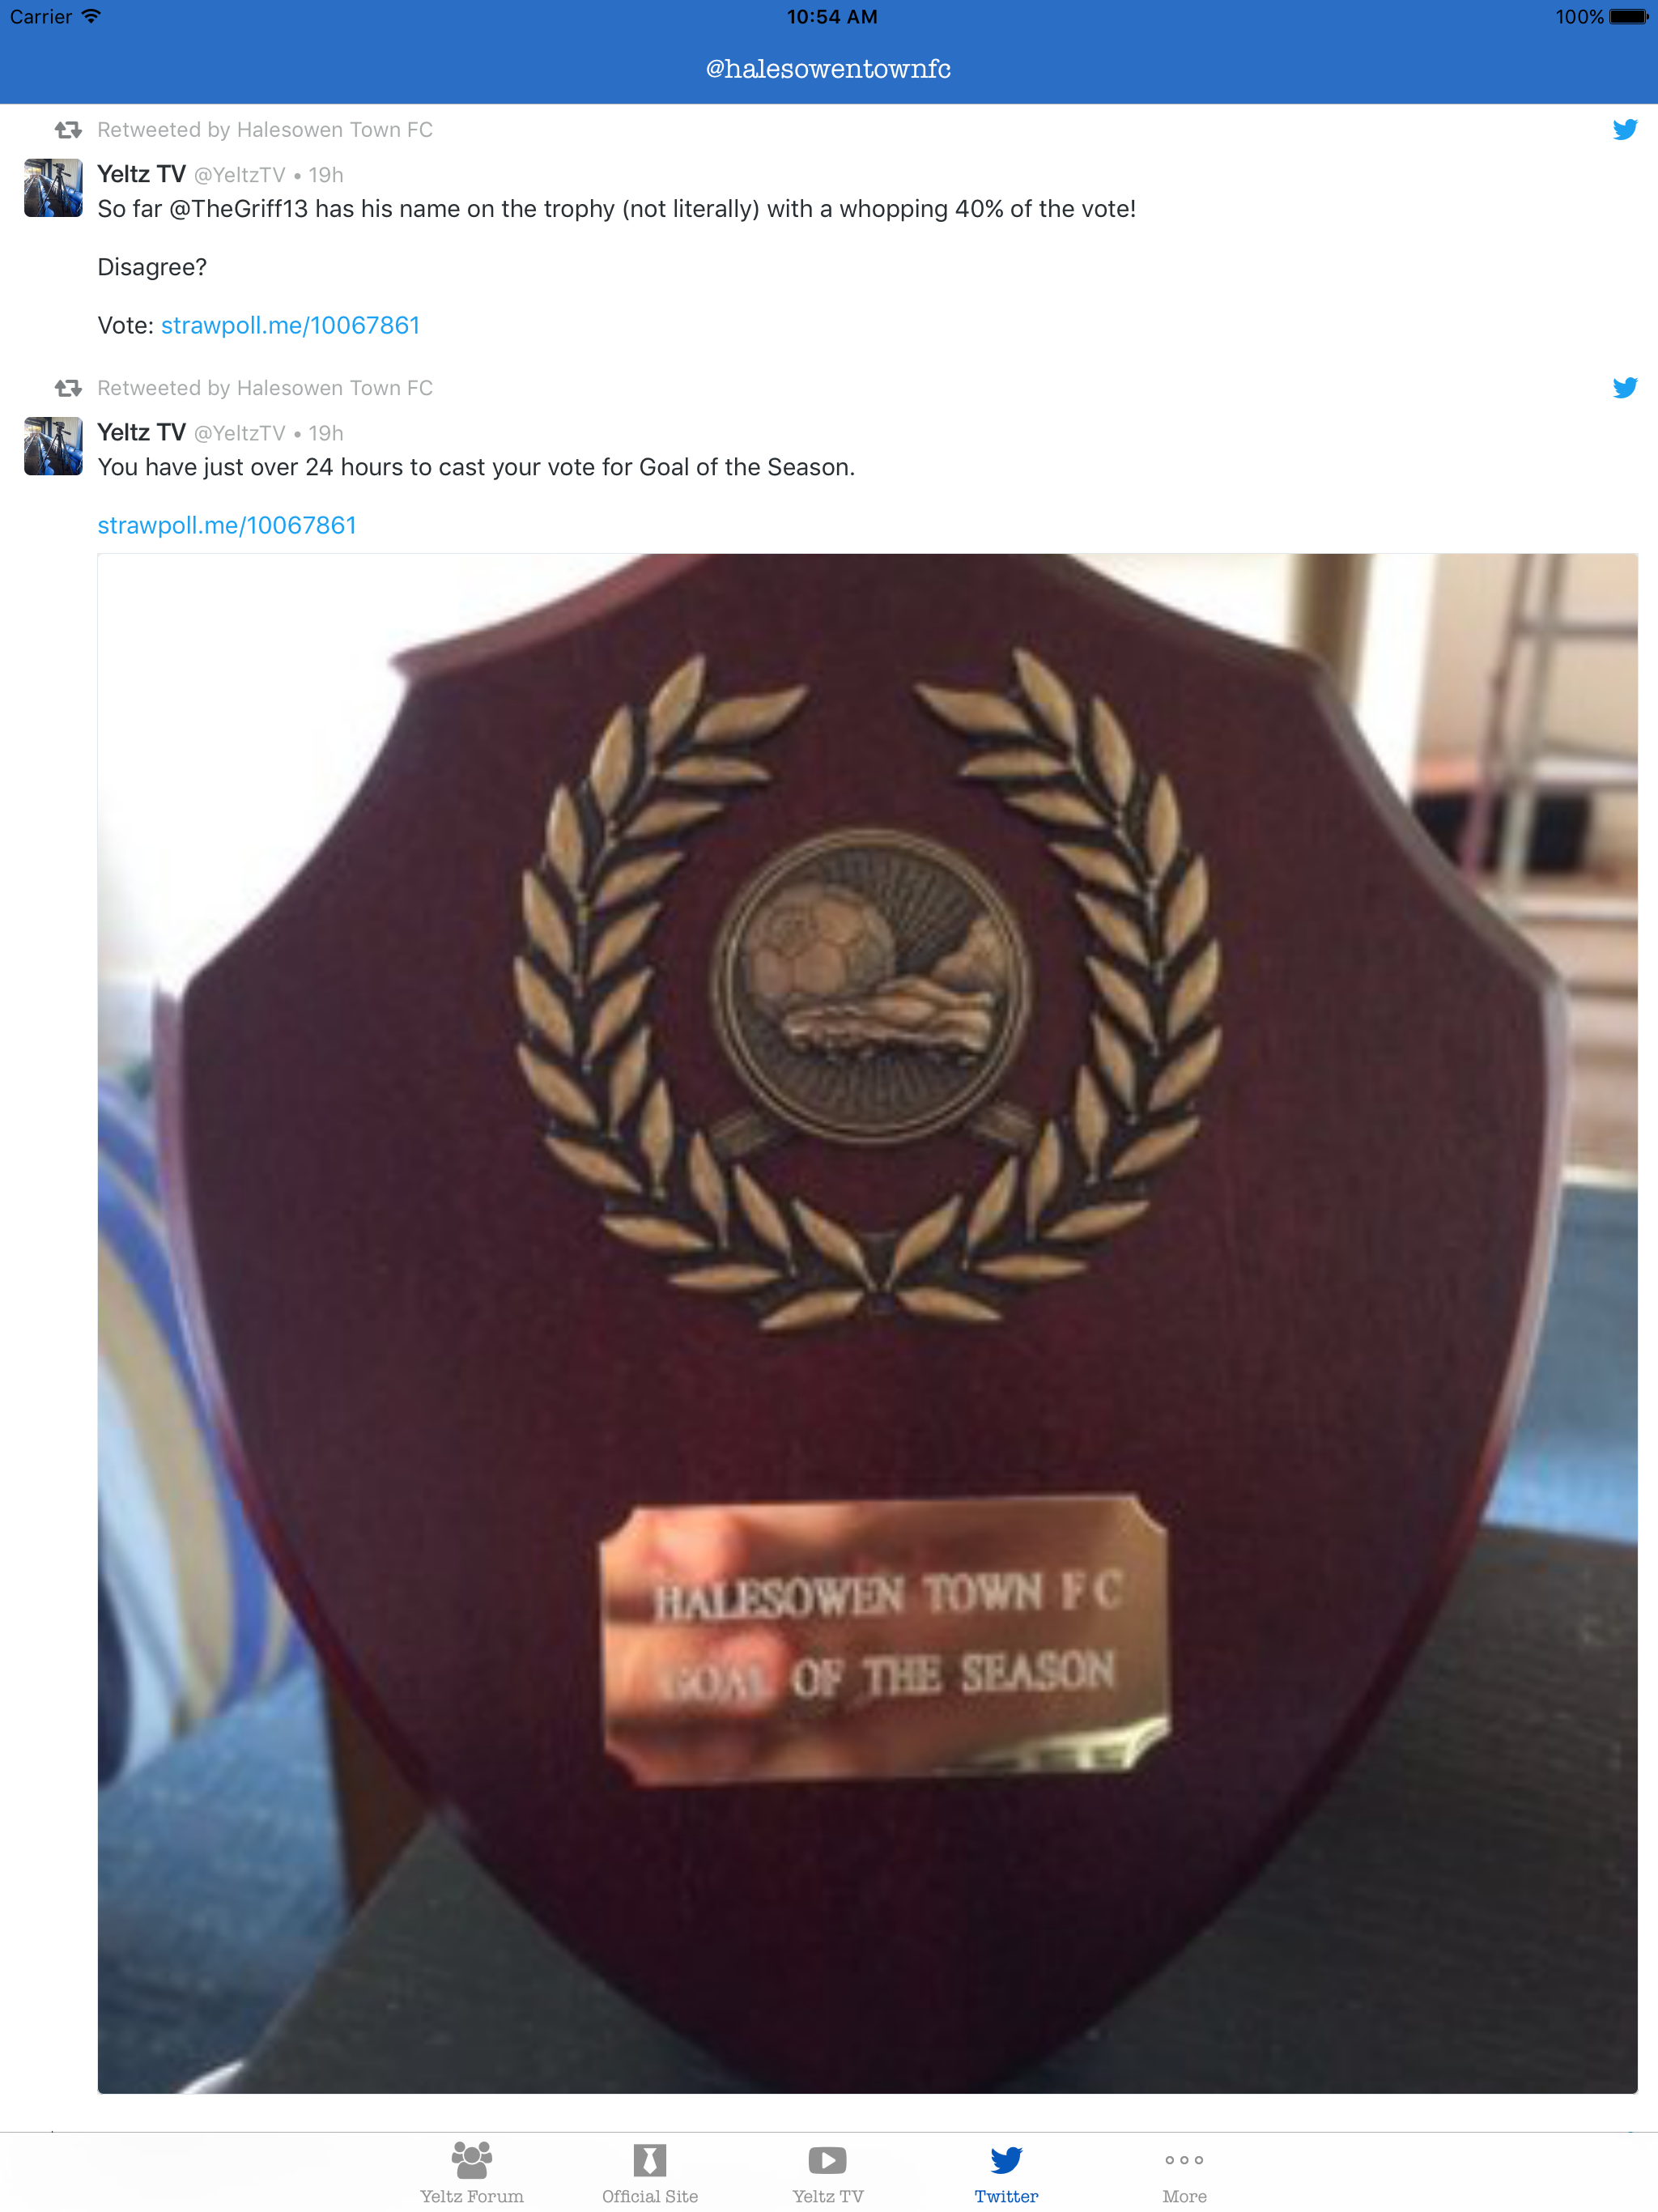 Carrier 10:54 AM 100%
@halesowentownfc
Retweeted by Halesowen Town FC
Yeltz TV @YeltzTV • 19h
So far @TheGriff13 has his name on the trophy (not literally) with a whopping 40% of the vote!
Disagree?
Vote: strawpoll.me/10067861
Retweeted by Halesowen Town FC
Yeltz TV @YeltzTV • 19h
You have just over 24 hours to cast your vote for Goal of the Season.
strawpoll.me/10067861
HALESOWEN TOWN F C
GOAL OF THE SEASON
Yeltz Forum Official Site Yeltz TV Twitter More